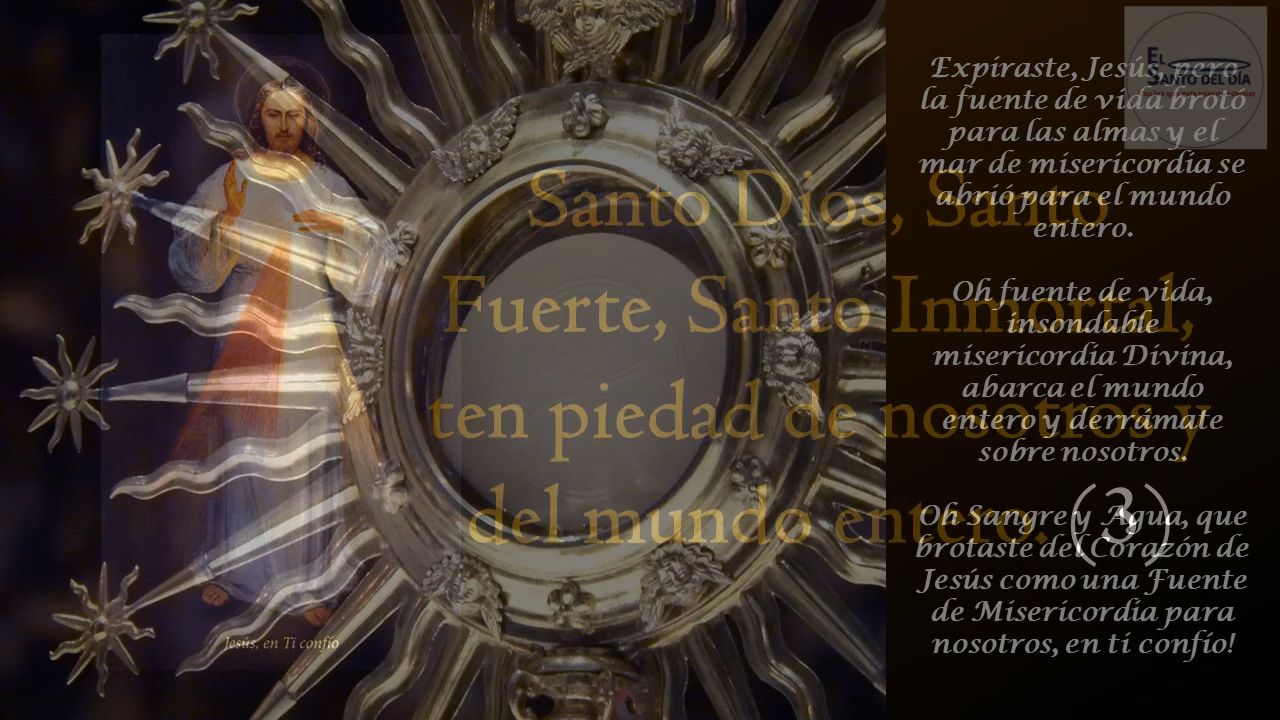 Santo Dios, Santo
Fuerte, Santo Inmortal,
ten piedad de nosotros y
del mundo entero.
(3)
Jesús, en Ti confío
Expiraste, Jesús, pero
la fuente de vida brotó
para las almas y el
mar de misericordia se
abrió para el mundo
entero.
Oh fuente de vida,
insondable
misericordia Divina,
abarca el mundo
entero y derrámate
sobre nosotros.
Oh Sangre y Agua, que
brotaste del Corazón de
Jesús como una Fuente
de Misericordia para
nosotros, en ti confío!
EL
SANTO DEL DÍA